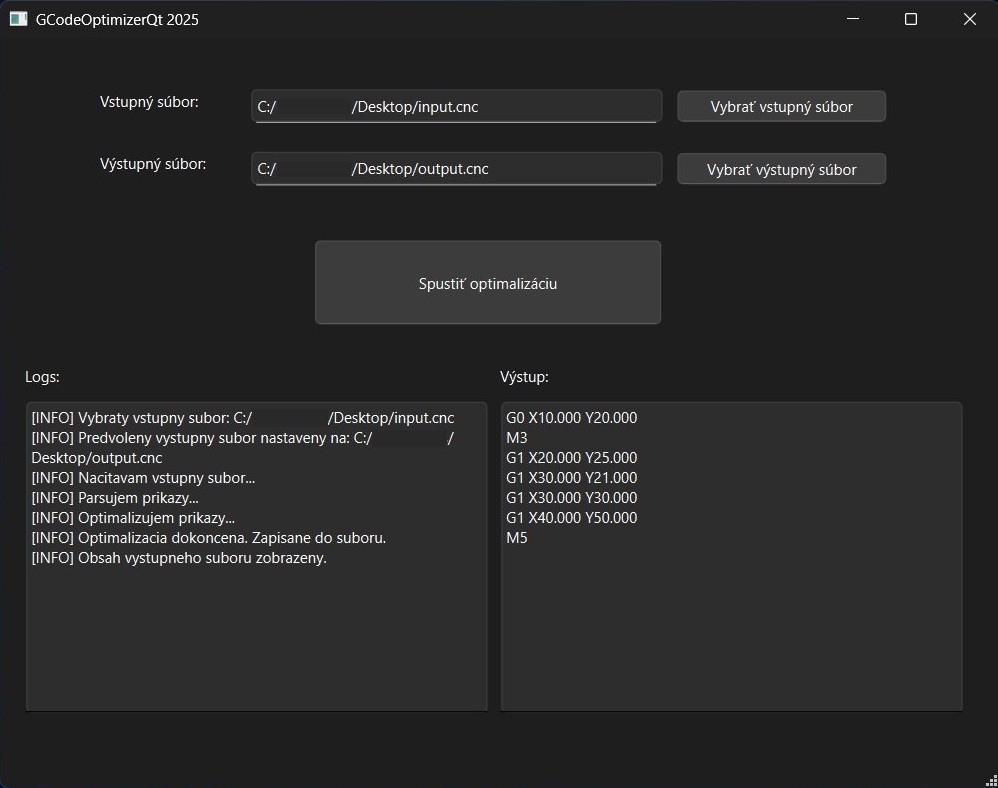 GCodeOptimizerQt 2025
Vstupný súbor:
C:/ /Desktop/input.cnc
Vybrať vstupný súbor
Výstupný súbor:
C:/ /Desktop/output.cnc
Vybrať výstupný súbor
Spustiť optimalizáciu
Logs:
[INFO] Vybraty vstupny subor: C:/ /Desktop/input.cnc
[INFO] Predvoleny vystupny subor nastaveny na: C:/ /
Desktop/output.cnc
[INFO] Nacitavam vstupny subor...
[INFO] Parsujem prikazy...
[INFO] Optimalizujem prikazy...
[INFO] Optimalizacia dokoncena. Zapisane do suboru.
[INFO] Obsah vystupneho suboru zobrazeny.
Výstup:
G0 X10.000 Y20.000
M3
G1 X20.000 Y25.000
G1 X30.000 Y21.000
G1 X30.000 Y30.000
G1 X40.000 Y50.000
M5